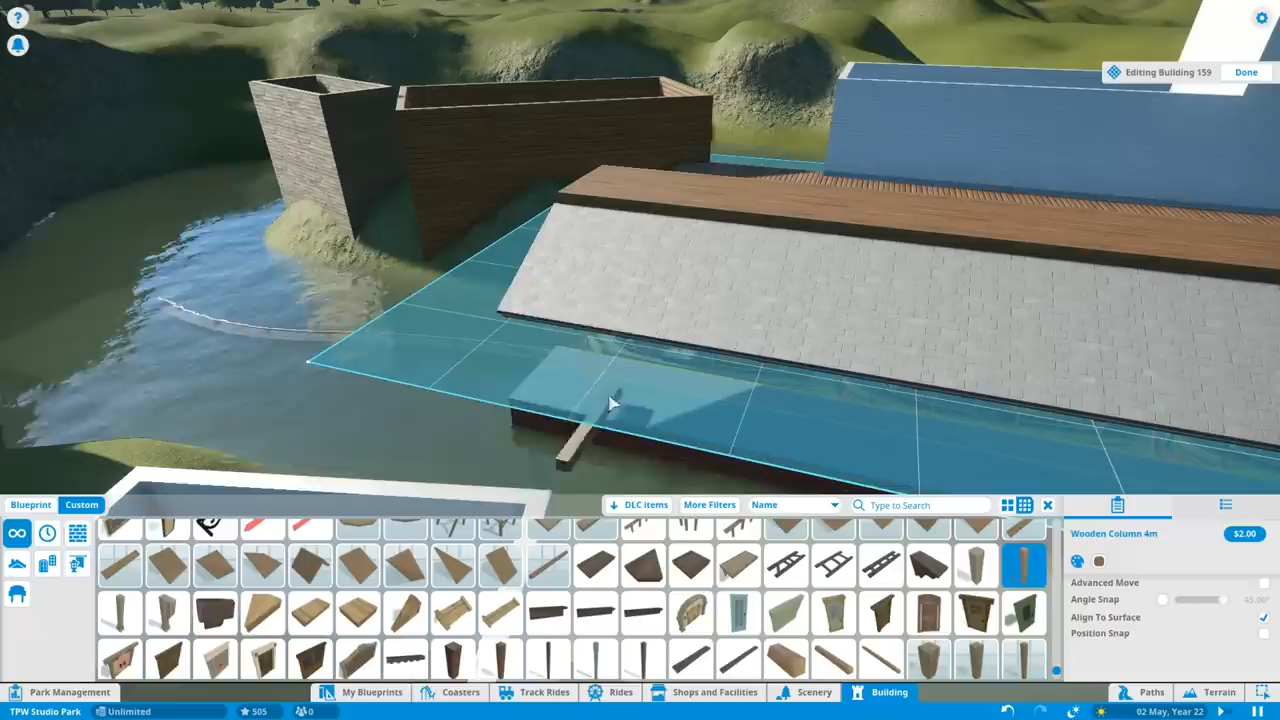 ?
Editing Building 159
Done
Blueprint
Custom
DLC items
More Filters
Name
Type to Search
Wooden Column 4m
$2.00
Advanced Move
Angle Snap
45.00°
Align To Surface
Position Snap
Park Management
My Blueprints
Coasters
Track Rides
Rides
Shops and Facilities
Scenery
Building
Paths
Terrain
TPW Studio Park
Unlimited
505
0
02 May, Year 22